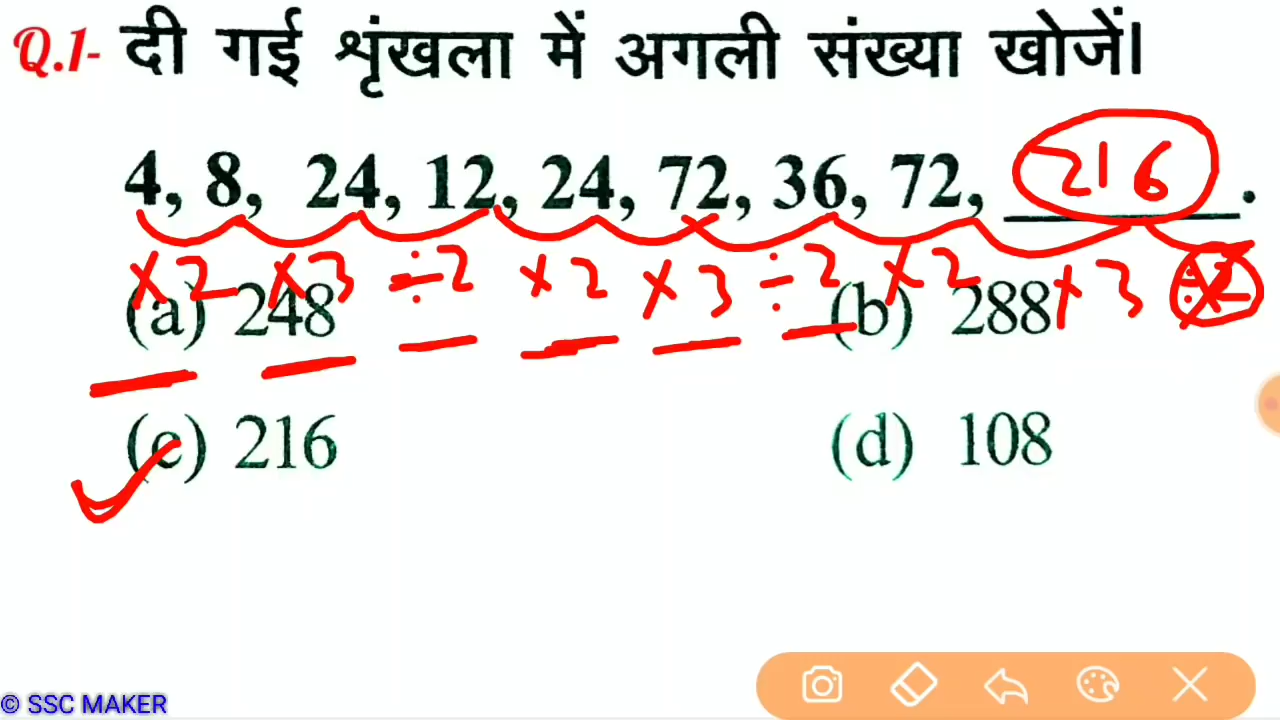 Q.1- दी गई शृंखला में अगली संख्या खोजें।
4, 8, 24, 12, 24, 72, 36, 72, 216.
×2 ×3 ÷2 ×2 ×3 ÷2 ×2 ×3
(a) 248 (b) 288
(c) 216 (d) 108
© SSC MAKER